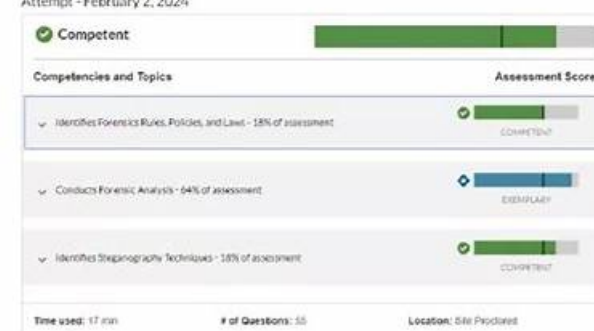 Attempt - February 2, 2024
Competent
Competencies and Topics Assessment Score
Identifies Forensics Rules, Policies, and Laws - 18% of assessment
COMPETENT
Conducts Forensic Analysis - 64% of assessment
EXEMPLARY
Identifies Steganography Techniques - 18% of assessment
COMPETENT
Time used: 17 min # of Questions: 55 Location: Site Proctored